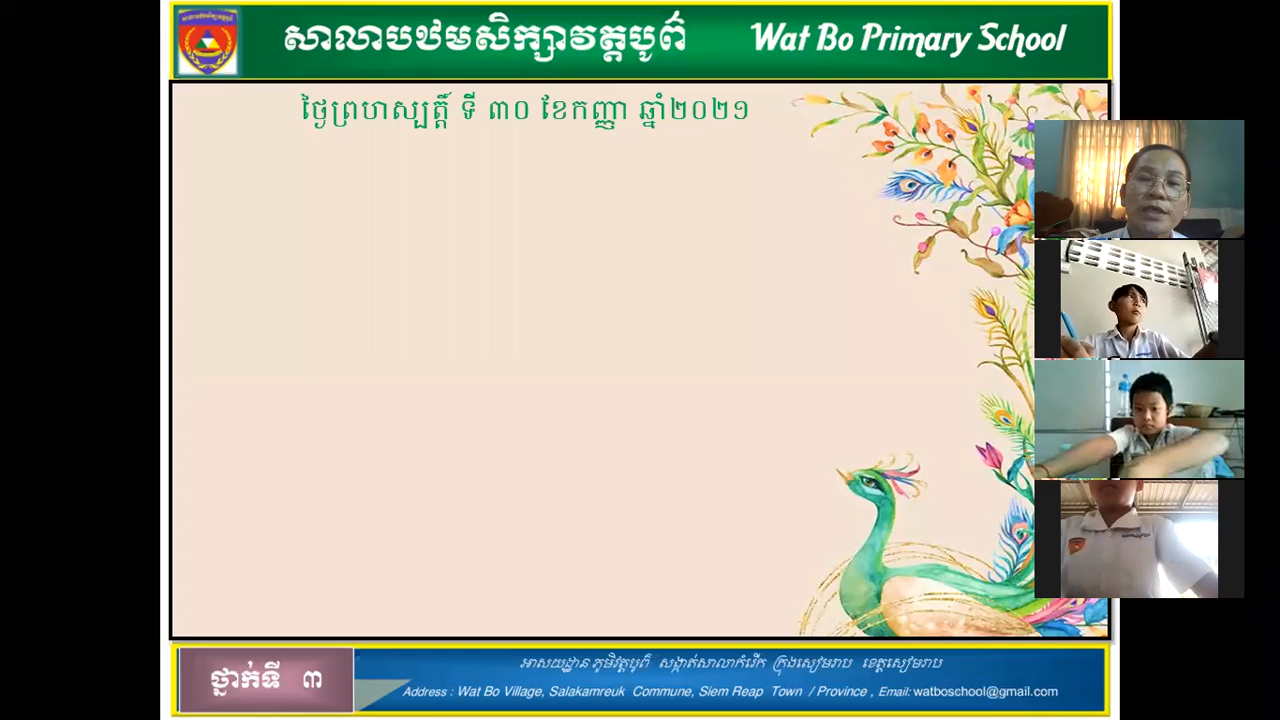 សាលាបឋមសិក្សាវត្តបូព៌ Wat Bo Primary School
ថ្ងៃព្រហស្បតិ៍ ទី ៣០ ខែកញ្ញា ឆ្នាំ២០២១
ថ្នាក់ទី ៣
អាសយដ្ឋាន ភូមិវត្តបូព៌ សង្កាត់សាលាកំរើក ក្រុងសៀមរាប ខេត្តសៀមរាប
Address : Wat Bo Village, Salakamreuk Commune, Siem Reap Town / Province , Email: watboschool@gmail.com